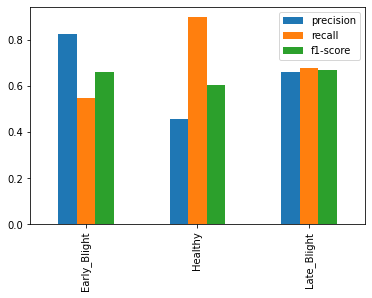 precision
recall
f1-score
0.8
0.6
0.4
0.2
0.0
Early_Blight
Healthy
Late_Blight